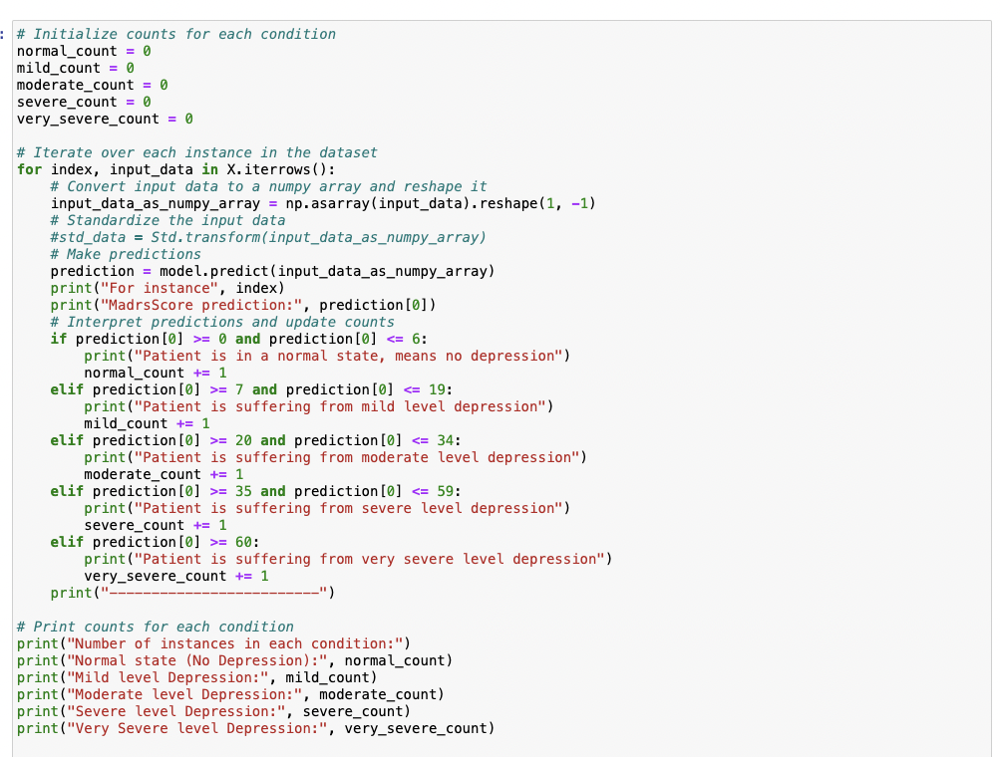 :
# Initialize counts for each condition
normal_count = 0
mild_count = 0
moderate_count = 0
severe_count = 0
very_severe_count = 0

# Iterate over each instance in the dataset
for index, input_data in X.iterrows():
    # Convert input data to a numpy array and reshape it
    input_data_as_numpy_array = np.asarray(input_data).reshape(1, -1)
    # Standardize the input data
    #std_data = Std.transform(input_data_as_numpy_array)
    # Make predictions
    prediction = model.predict(input_data_as_numpy_array)
    print("For instance", index)
    print("MadrsScore prediction:", prediction[0])
    # Interpret predictions and update counts
    if prediction[0] >= 0 and prediction[0] <= 6:
        print("Patient is in a normal state, means no depression")
        normal_count += 1
    elif prediction[0] >= 7 and prediction[0] <= 19:
        print("Patient is suffering from mild level depression")
        mild_count += 1
    elif prediction[0] >= 20 and prediction[0] <= 34:
        print("Patient is suffering from moderate level depression")
        moderate_count += 1
    elif prediction[0] >= 35 and prediction[0] <= 59:
        print("Patient is suffering from severe level depression")
        severe_count += 1
    elif prediction[0] >= 60:
        print("Patient is suffering from very severe level depression")
        very_severe_count += 1
    print("-------------------------")

# Print counts for each condition
print("Number of instances in each condition:")
print("Normal state (No Depression):", normal_count)
print("Mild level Depression:", mild_count)
print("Moderate level Depression:", moderate_count)
print("Severe level Depression:", severe_count)
print("Very Severe level Depression:", very_severe_count)